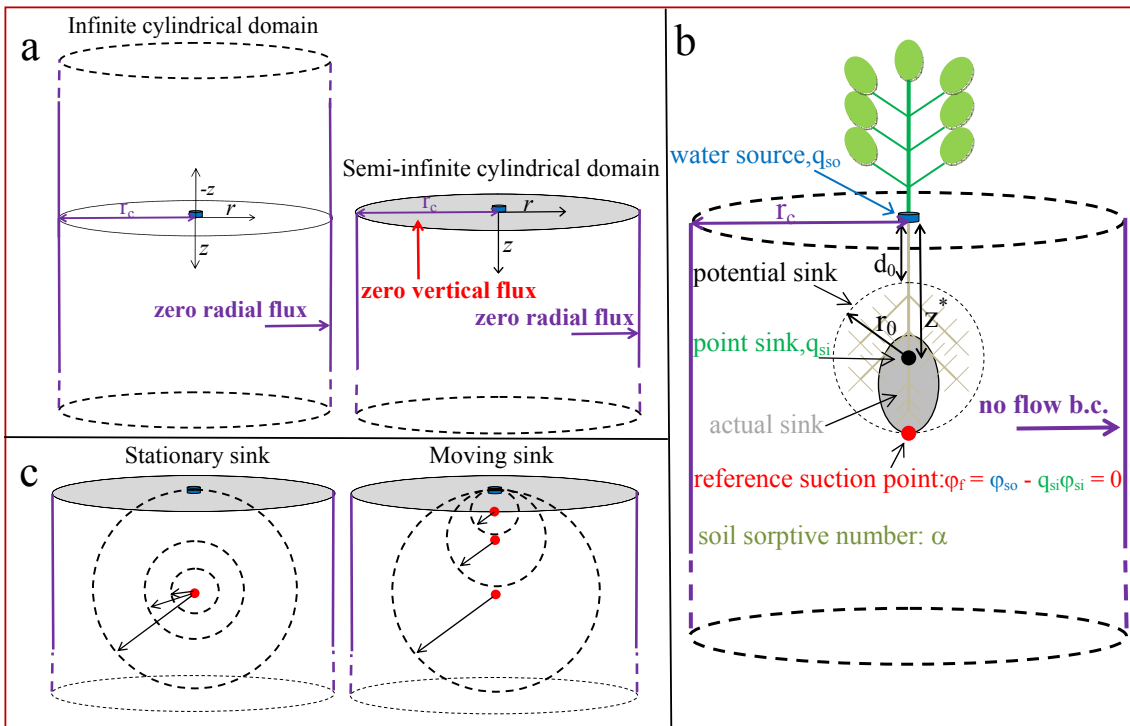 a
Infinite cylindrical domain
-z
r_c
r
z
zero radial flux
Semi-infinite cylindrical domain
r_c
r
z
zero vertical flux
zero radial flux
b
water source,q_so
r_c
d_0
potential sink
r_0
z*
point sink,q_si
actual sink
no flow b.c.
reference suction point:φ_f = φ_so - q_siφ_si = 0
soil sorptive number: α
c
Stationary sink
Moving sink